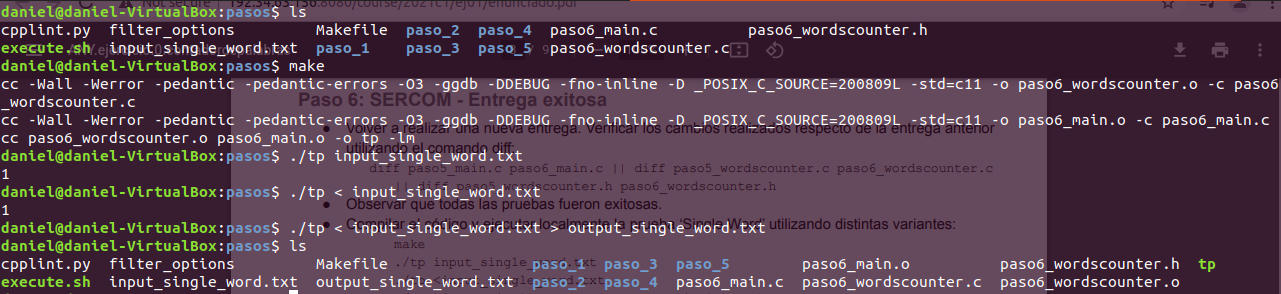 daniel@daniel-VirtualBox:pasos$ ls
cpplint.py filter_options Makefile paso_2 paso_4 paso6_main.c paso6_wordscounter.h
execute.sh input_single_word.txt paso_1 paso_3 paso_5 paso6_wordscounter.c
daniel@daniel-VirtualBox:pasos$ make
cc -Wall -Werror -pedantic -pedantic-errors -O3 -ggdb -DDEBUG -fno-inline -D _POSIX_C_SOURCE=200809L -std=c11 -o paso6_wordscounter.o -c paso6
_wordscounter.c
Paso 6: SERCOM - Entrega exitosa
cc -Wall -Werror -pedantic -pedantic-errors -O3 -ggdb -DDEBUG -fno-inline -D _POSIX_C_SOURCE=200809L -std=c11 -o paso6_main.o -c paso6_main.c
Volver a realizar una nueva entrega. Verificar los cambios realizados respecto de la entrega anterior
cc paso6_wordscounter.o paso6_main.o -o tp -lm
utilizando el comando diff:
daniel@daniel-VirtualBox:pasos$ ./tp input_single_word.txt
diff paso5_main.c paso6_main.c || diff paso5_wordscounter.c paso6_wordscounter.c
1
|| diff paso5_wordscounter.h paso6_wordscounter.h
daniel@daniel-VirtualBox:pasos$ ./tp < input_single_word.txt
Observar que todas las pruebas fueron exitosas.
1
Compilar el código y ejecutar localmente la prueba 'Single Word' utilizando distintas variantes:
daniel@daniel-VirtualBox:pasos$ ./tp < input_single_word.txt > output_single_word.txt
make
daniel@daniel-VirtualBox:pasos$ ls
./tp input_single_word.txt
cpplint.py filter_options Makefile paso_1 paso_3 paso_5 paso6_main.o paso6_wordscounter.h tp
execute.sh input_single_word.txt output_single_word.txt paso_2 paso_4 paso6_main.c paso6_wordscounter.c paso6_wordscounter.o